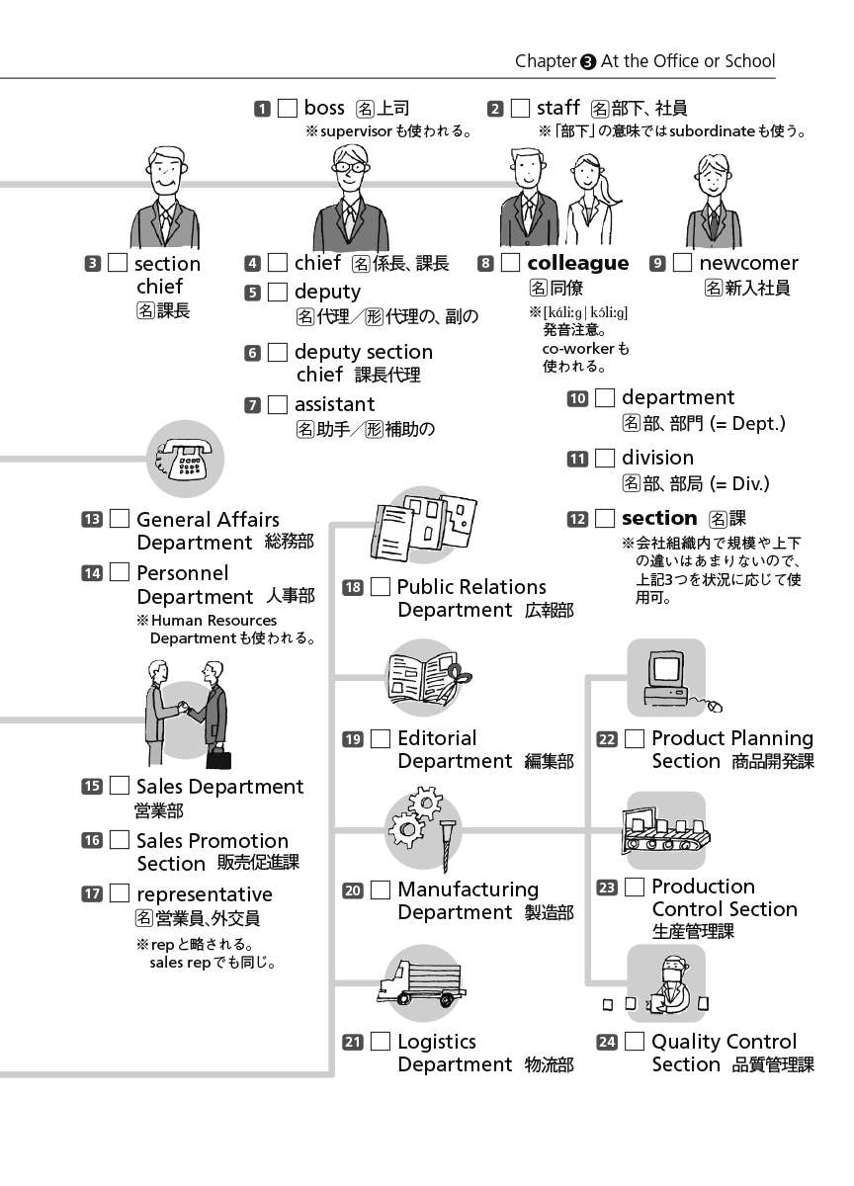 Chapter ❸ At the Office or School
1 □ boss 名上司
※supervisorも使われる。
2 □ staff 名部下、社員
※「部下」の意味ではsubordinateも使う。
3 □ section
chief
名課長
4 □ chief 名係長、課長
5 □ deputy
名代理／形代理の、副の
6 □ deputy section
chief 課長代理
7 □ assistant
名助手／形補助の
8 □ colleague
名同僚
※[káliːɡ | kɔ́liːɡ]
発音注意。
co-workerも
使われる。
9 □ newcomer
名新入社員
10 □ department
名部、部門 (= Dept.)
11 □ division
名部、部局 (= Div.)
12 □ section 名課
※会社組織内で規模や上下
の違いはあまりないので、
上記3つを状況に応じて使
用可。
13 □ General Affairs
Department 総務部
14 □ Personnel
Department 人事部
※Human Resources
Departmentも使われる。
15 □ Sales Department
営業部
16 □ Sales Promotion
Section 販売促進課
17 □ representative
名営業員、外交員
※repと略される。
sales repでも同じ。
18 □ Public Relations
Department 広報部
19 □ Editorial
Department 編集部
20 □ Manufacturing
Department 製造部
21 □ Logistics
Department 物流部
22 □ Product Planning
Section 商品開発課
23 □ Production
Control Section
生産管理課
24 □ Quality Control
Section 品質管理課